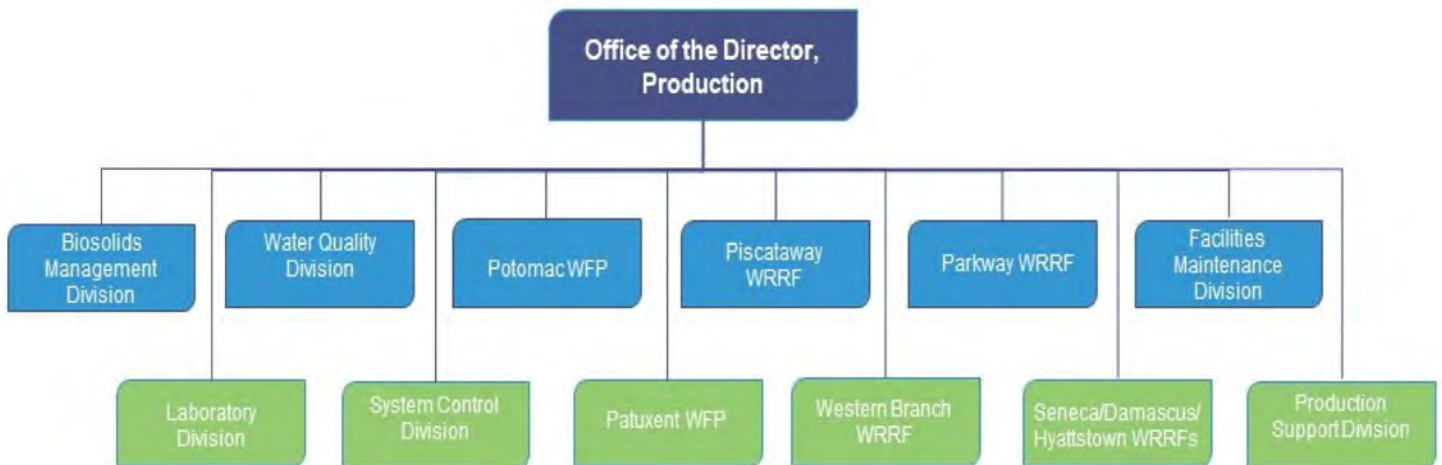 Office of the Director,
Production
Biosolids
Management
Division
Water Quality
Division
Potomac WFP
Piscataway
WRRF
Parkway WRRF
Facilities
Maintenance
Division
Laboratory
Division
System Control
Division
Patuxent WFP
Western Branch
WRRF
Seneca/Damascus/
Hyattstown WRRFs
Production
Support Division